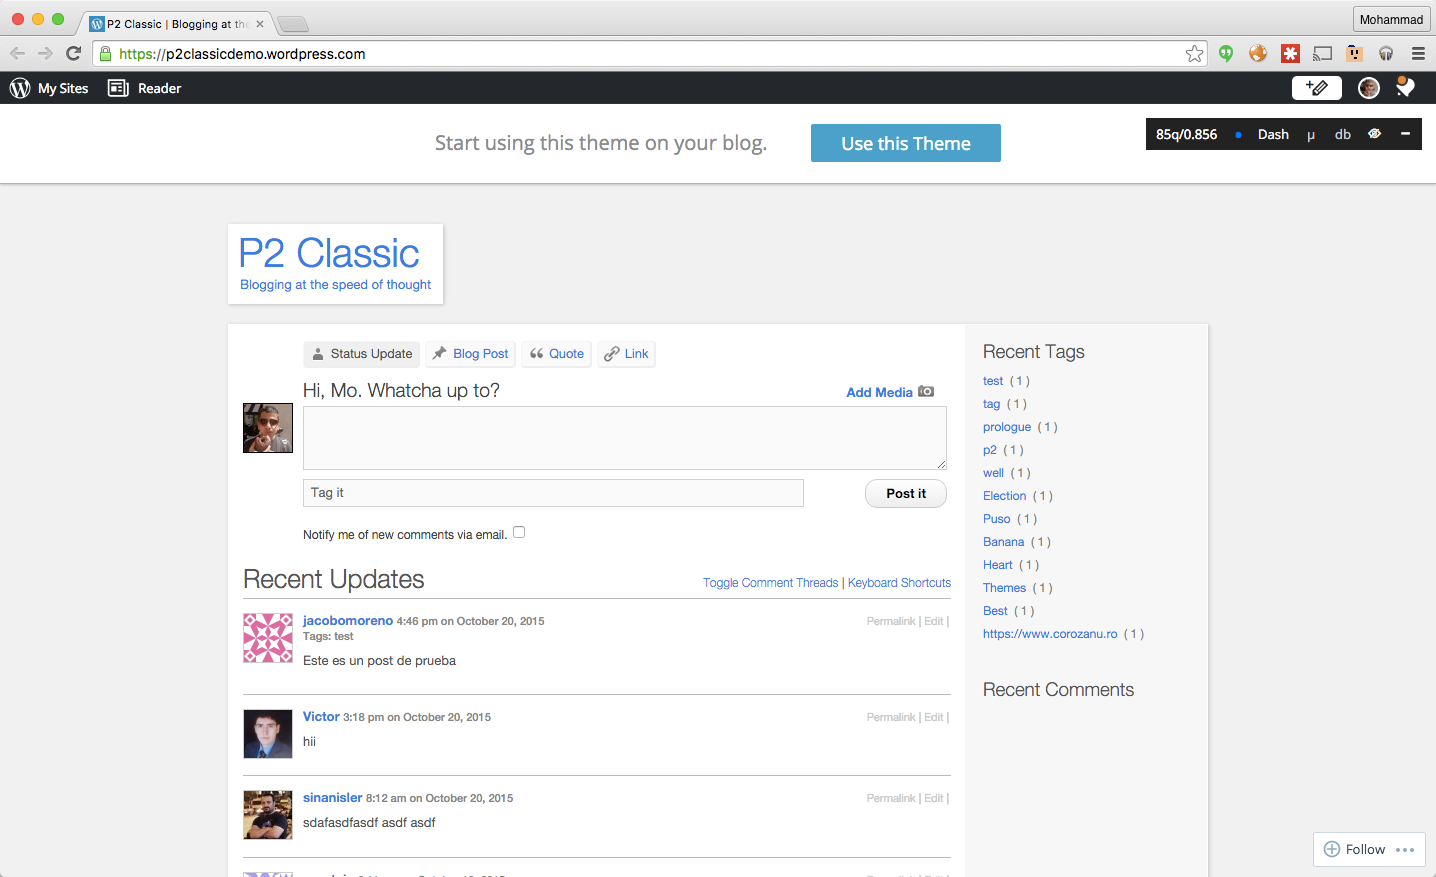 P2 Classic | Blogging at the
Mohammad
https://p2classicdemo.wordpress.com
My Sites Reader
Start using this theme on your blog. Use this Theme
85q/0.856 Dash µ db
P2 Classic
Blogging at the speed of thought
Status Update Blog Post Quote Link
Hi, Mo. Whatcha up to? Add Media
Tag it Post it
Notify me of new comments via email.
Recent Updates Toggle Comment Threads | Keyboard Shortcuts
jacobomoreno 4:46 pm on October 20, 2015 Permalink | Edit |
Tags: test
Este es un post de prueba
Victor 3:18 pm on October 20, 2015 Permalink | Edit |
hii
sinanisler 8:12 am on October 20, 2015 Permalink | Edit |
sdafasdfasdf asdf asdf
Recent Tags
test ( 1 )
tag ( 1 )
prologue ( 1 )
p2 ( 1 )
well ( 1 )
Election ( 1 )
Puso ( 1 )
Banana ( 1 )
Heart ( 1 )
Themes ( 1 )
Best ( 1 )
https://www.corozanu.ro ( 1 )
Recent Comments
Follow